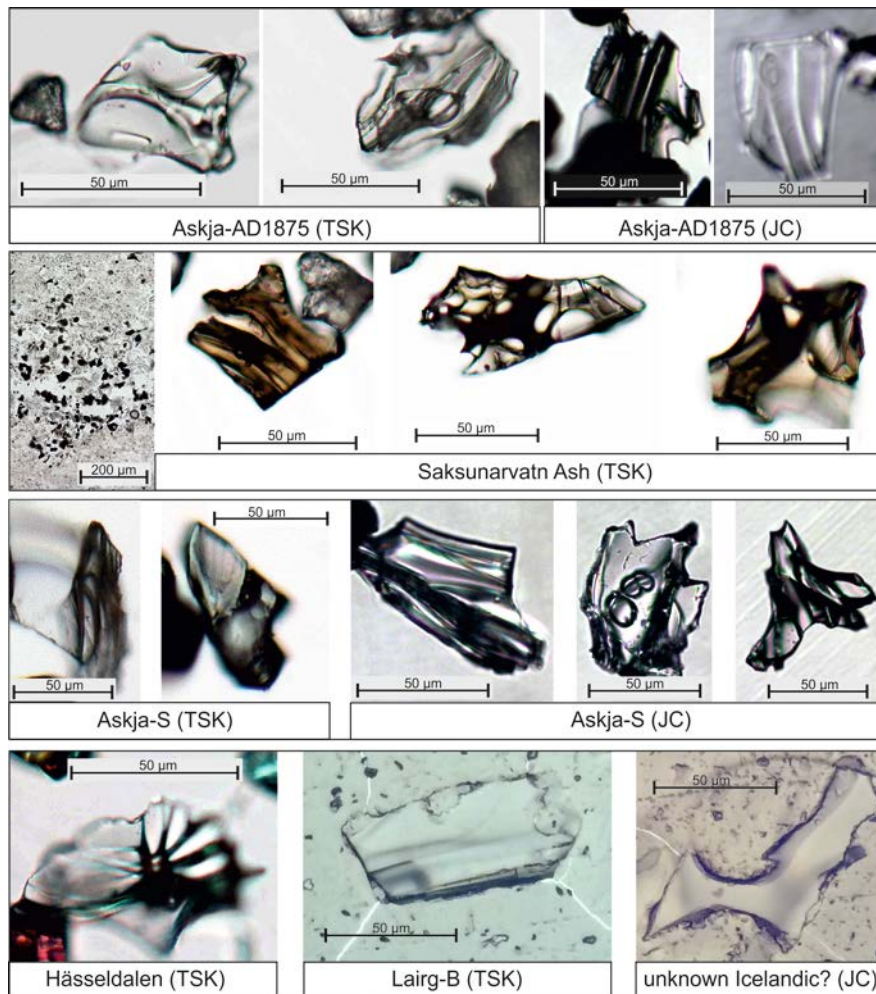 50 µm
50 µm
50 µm
50 µm
Askja-AD1875 (TSK)
Askja-AD1875 (JC)
200 µm
50 µm
50 µm
50 µm
Saksunarvatn Ash (TSK)
50 µm
50 µm
50 µm
50 µm
50 µm
Askja-S (TSK)
Askja-S (JC)
50 µm
50 µm
50 µm
Hässeldalen (TSK)
Lairg-B (TSK)
unknown Icelandic? (JC)